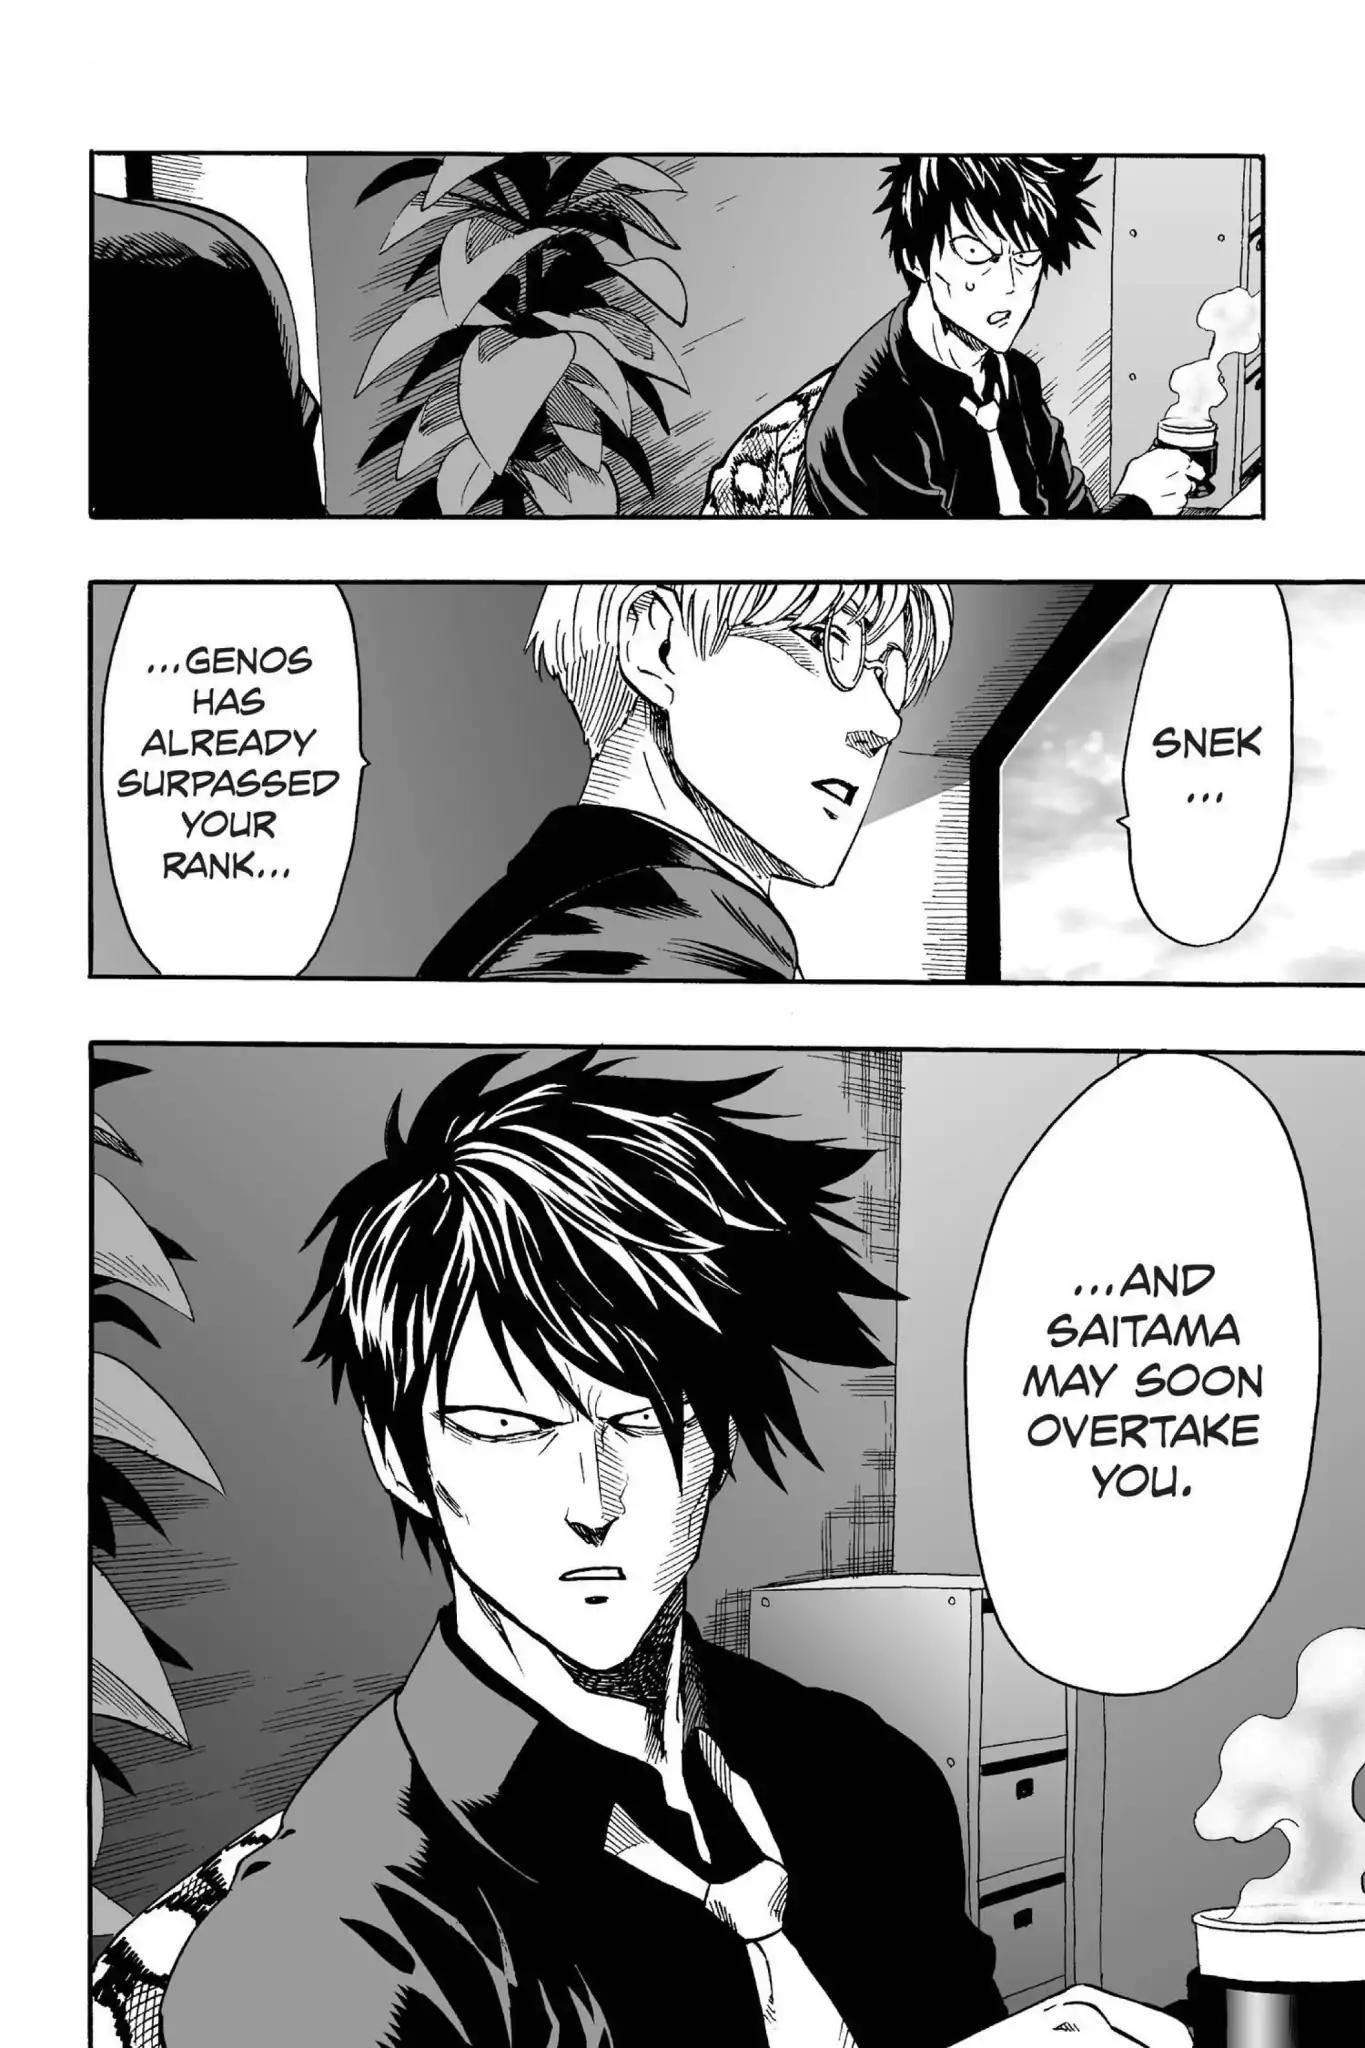 SNEK
...
...GENOS
HAS
ALREADY
SURPASSED
YOUR
RANK...
...AND
SAITAMA
MAY SOON
OVERTAKE
YOU.